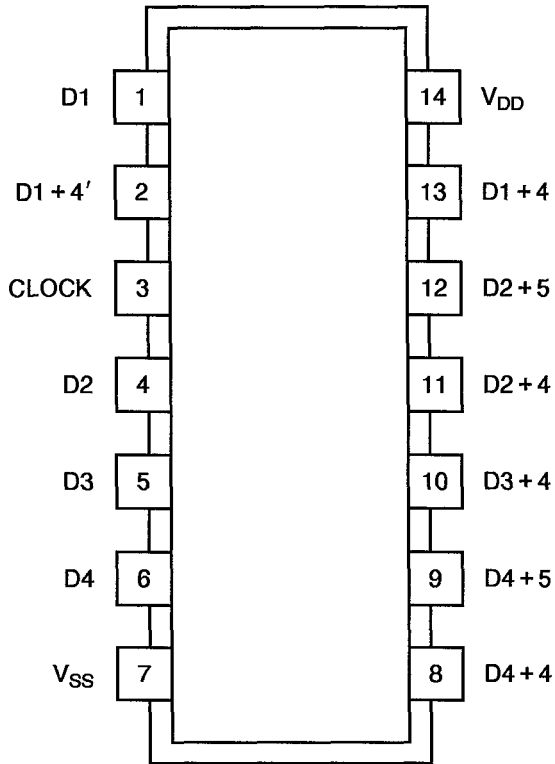 D1 1 14 VDD
D1 + 4′ 2 13 D1 + 4
CLOCK 3 12 D2 + 5
D2 4 11 D2 + 4
D3 5 10 D3 + 4
D4 6 9 D4 + 5
VSS 7 8 D4 + 4